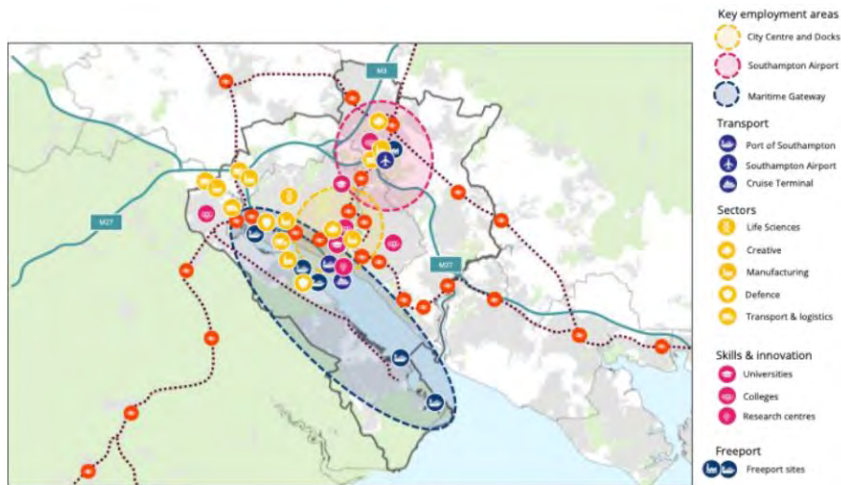 Key employment areas
City Centre and Docks
Southampton Airport
Maritime Gateway
Transport
Port of Southampton
Southampton Airport
Cruise Terminal
Sectors
Life Sciences
Creative
Manufacturing
Defence
Transport & logistics
Skills & innovation
Universities
Colleges
Research centres
Freeport
Freeport sites
M3
M27
M27